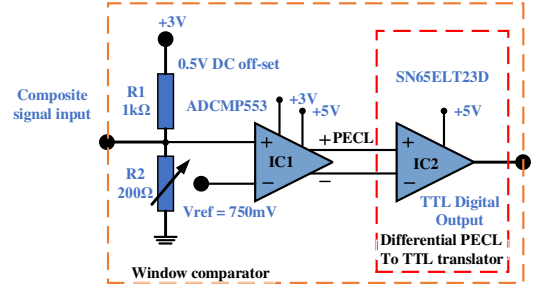 +3V
0.5V DC off-set
SN65ELT23D
R1
1kΩ
ADCMP553
Composite
signal input
+3V
+5V
+5V
+PECL
+
IC1
−
+
IC2
−
−
R2
200Ω
Vref = 750mV
TTL Digital
Output
Differential PECL
To TTL translator
Window comparator